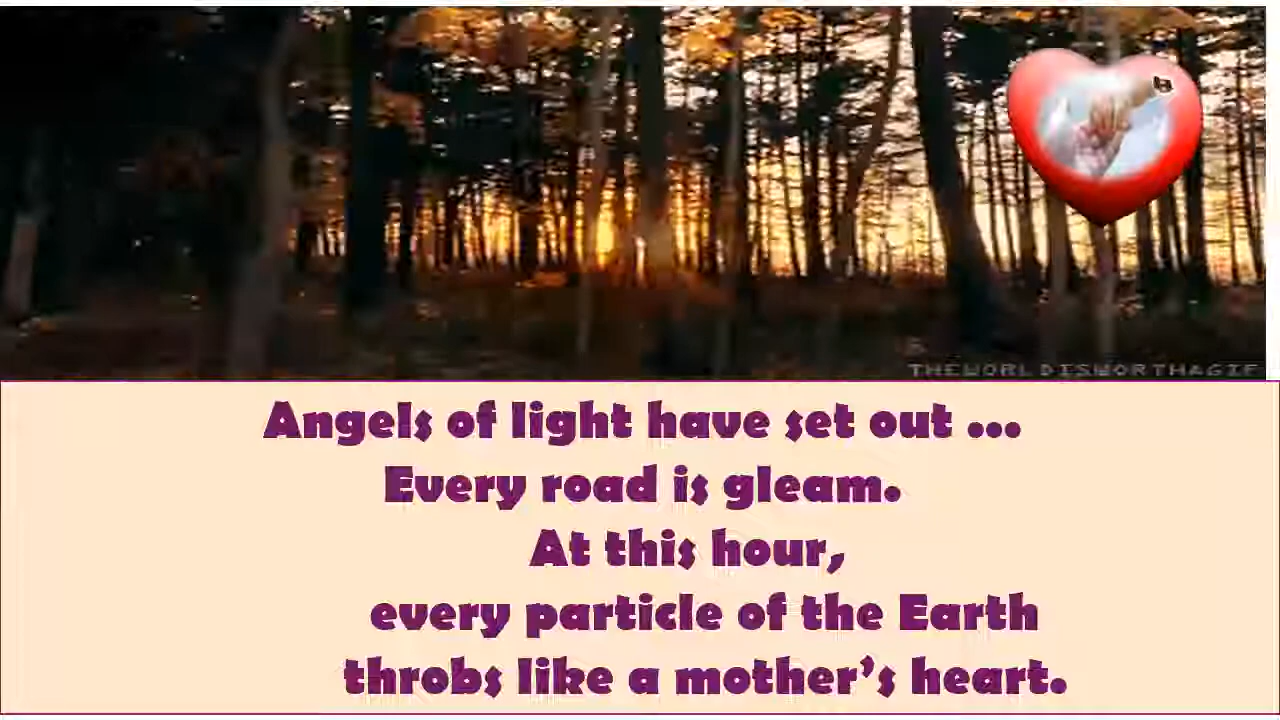 THEWORLDISWORTHAGIF
Angels of light have set out ...
Every road is gleam.
At this hour,
every particle of the Earth
throbs like a mother’s heart.